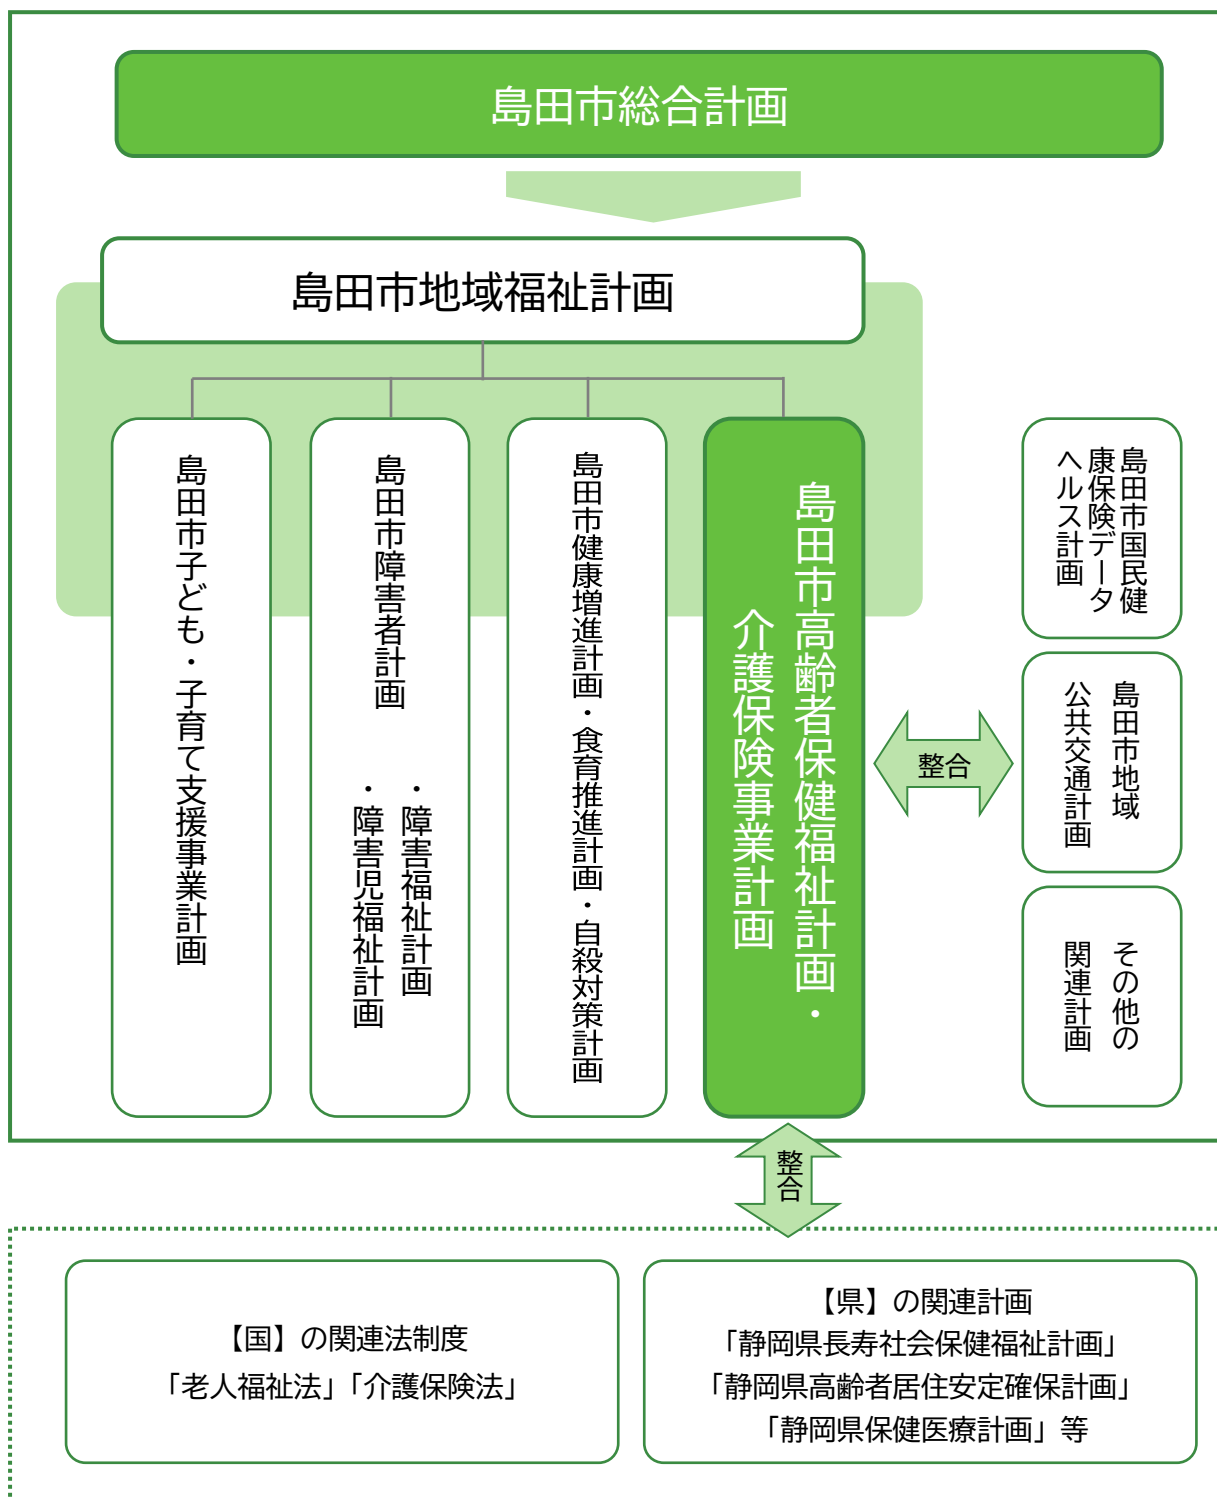 島田市総合計画
島田市地域福祉計画
島田市子ども・子育て支援事業計画
島田市障害者計画
・障害福祉計画
・障害児福祉計画
島田市健康増進計画・食育推進計画・自殺対策計画
島田市高齢者保健福祉計画・
介護保険事業計画
整合
島田市国民健
康保険データ
ヘルス計画
島田市地域
公共交通計画
その他の
関連計画
整合
【国】の関連法制度
「老人福祉法」「介護保険法」
【県】の関連計画
「静岡県長寿社会保健福祉計画」
「静岡県高齢者居住安定確保計画」
「静岡県保健医療計画」等